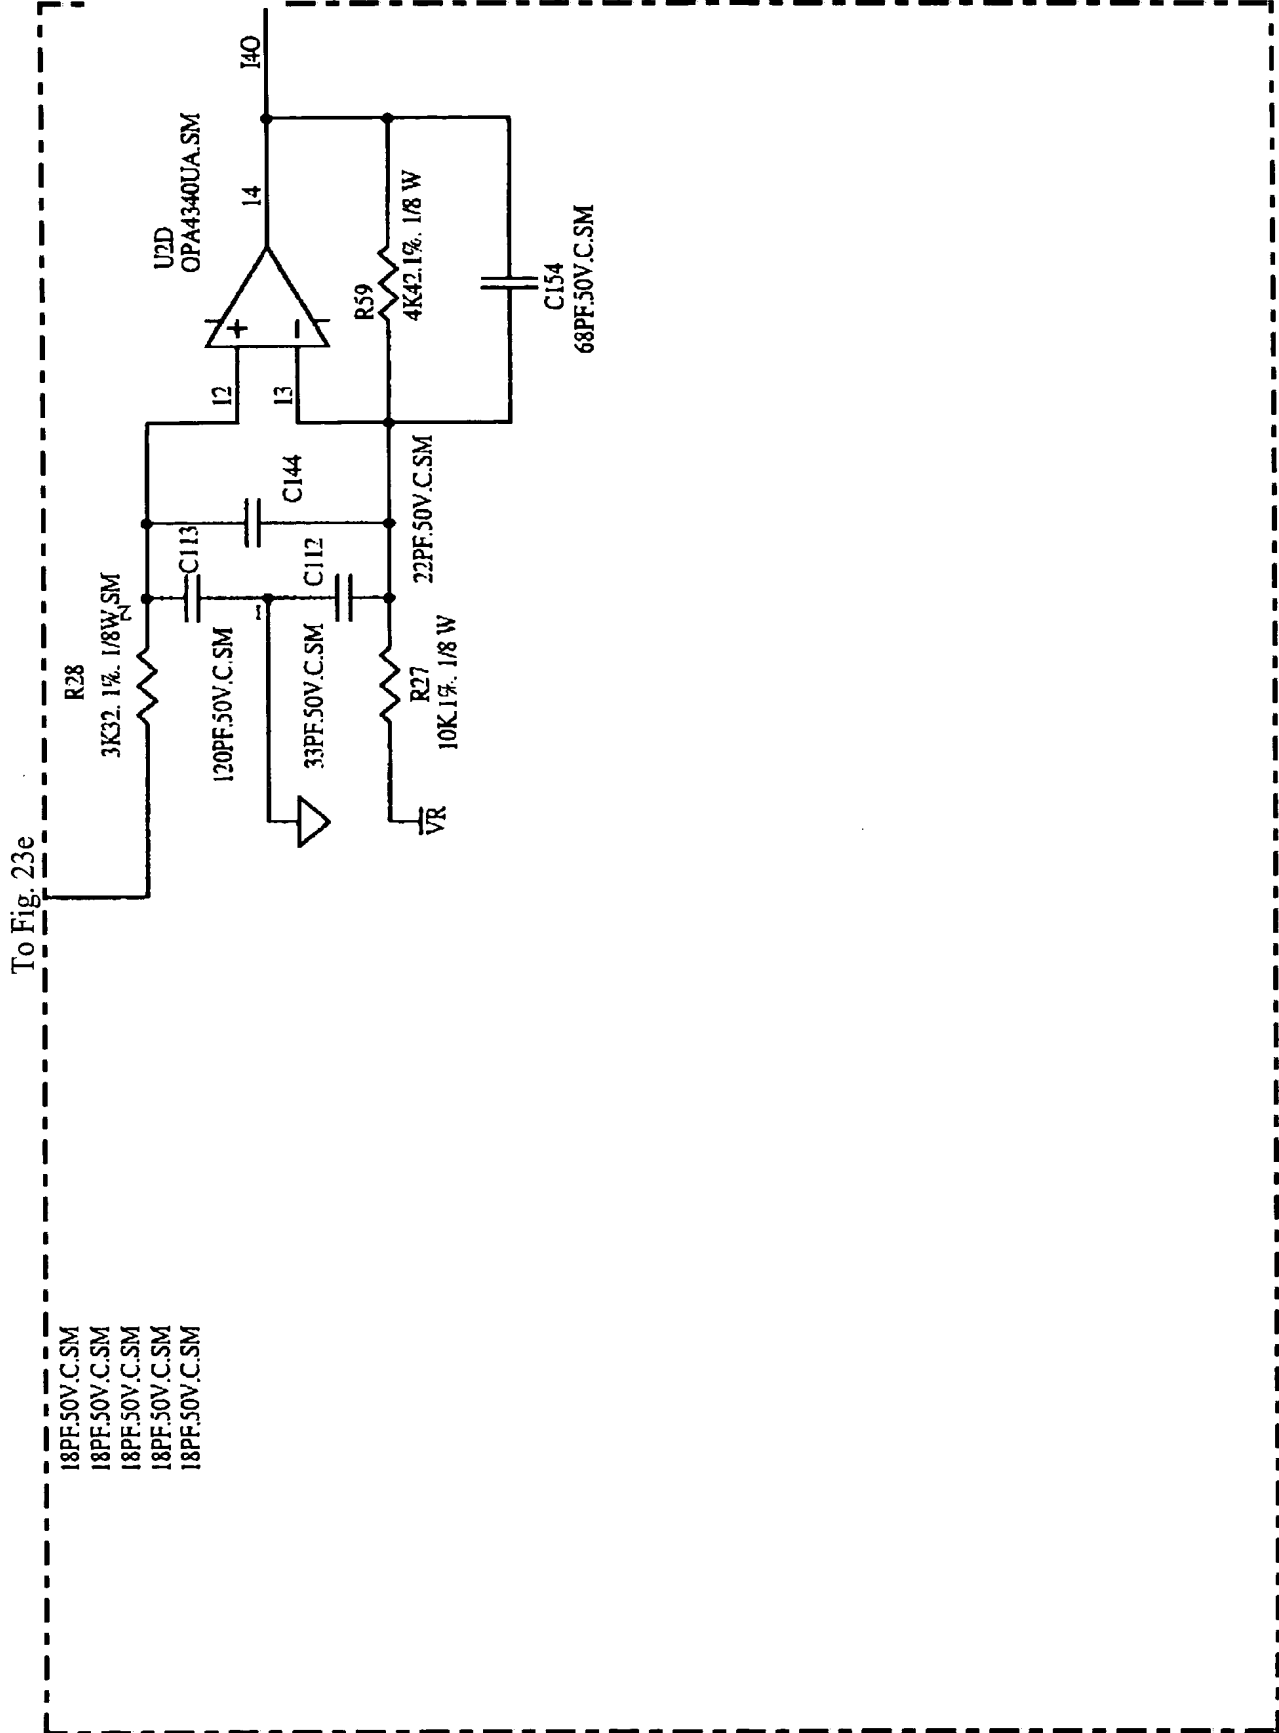 To Fig. 23e
R28
3K32. 1%. 1/8W.SM
2
C113
120PF.50V.C.SM
1
C144
33PF.50V.C.SM
C112
22PF.50V.C.SM
R27
10K.1%. 1/8 W
VR
U2D
OPA4340UA.SM
12
13
14
I4O
+
−
R59
4K42.1%. 1/8 W
C154
68PF.50V.C.SM
18PF.50V.C.SM
18PF.50V.C.SM
18PF.50V.C.SM
18PF.50V.C.SM
18PF.50V.C.SM